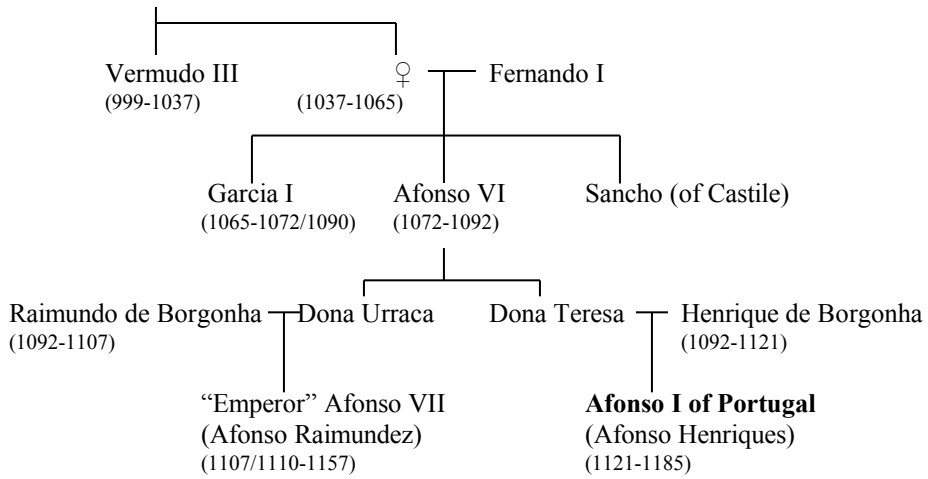 Vermudo III ♀ Fernando I
(999-1037) (1037-1065)
Garcia I Afonso VI Sancho (of Castile)
(1065-1072/1090) (1072-1092)
Raimundo de Borgonha Dona Urraca Dona Teresa Henrique de Borgonha
(1092-1107) (1092-1121)
“Emperor” Afonso VII Afonso I of Portugal
(Afonso Raimundez) (Afonso Henriques)
(1107/1110-1157) (1121-1185)